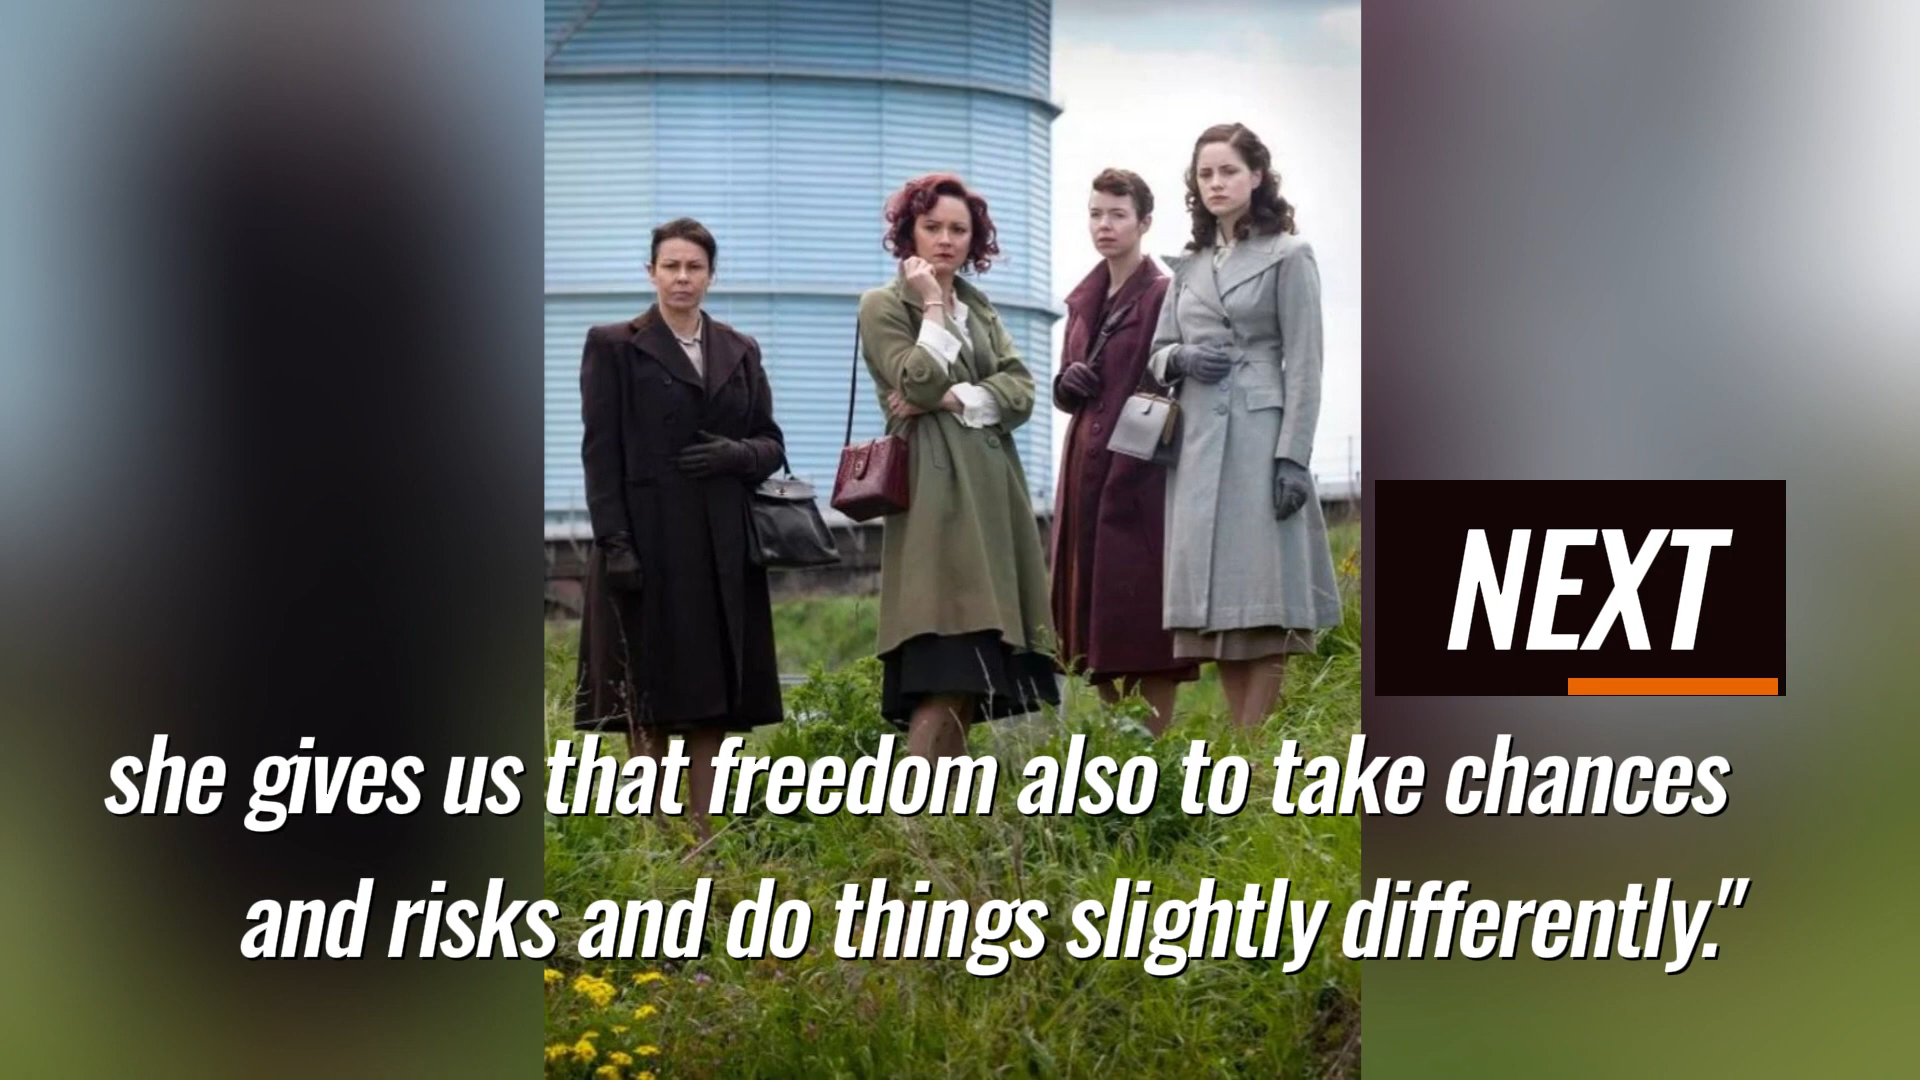 NEXT
she gives us that freedom also to take chances
and risks and do things slightly differently."